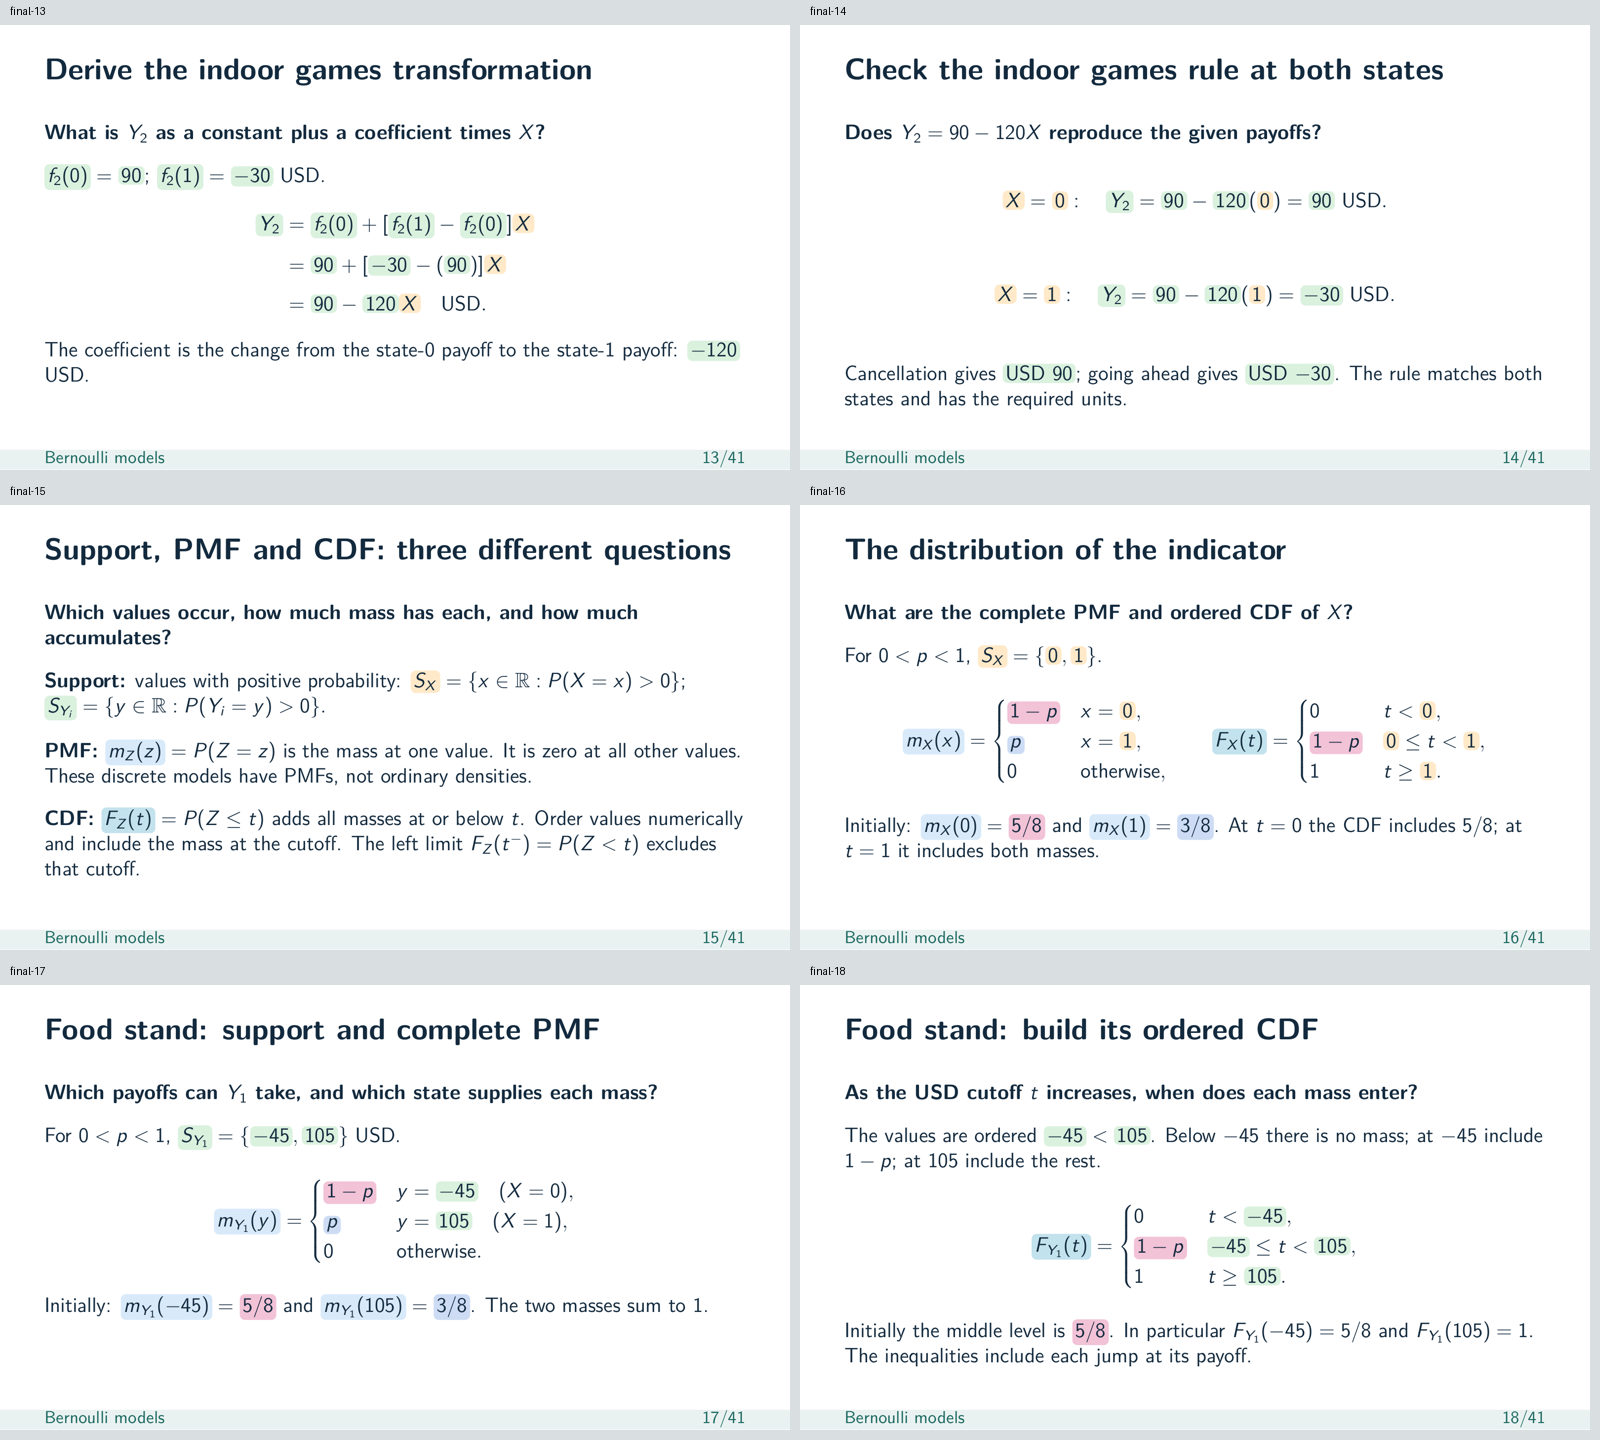 final-13
Derive the indoor games transformation
What is Y₂ as a constant plus a coefficient times X?
f₂(0) = 90; f₂(1) = −30 USD.
Y₂ = f₂(0) + [f₂(1) − f₂(0)]X
= 90 + [−30 − (90)]X
= 90 − 120X USD.
The coefficient is the change from the state-0 payoff to the state-1 payoff: −120
USD.
Bernoulli models 13/41
final-14
Check the indoor games rule at both states
Does Y₂ = 90 − 120X reproduce the given payoffs?
X = 0 : Y₂ = 90 − 120(0) = 90 USD.
X = 1 : Y₂ = 90 − 120(1) = −30 USD.
Cancellation gives USD 90; going ahead gives USD −30. The rule matches both
states and has the required units.
Bernoulli models 14/41
final-15
Support, PMF and CDF: three different questions
Which values occur, how much mass has each, and how much
accumulates?
Support: values with positive probability: S_X = {x ∈ ℝ : P(X = x) > 0};
S_{Y_i} = {y ∈ ℝ : P(Y_i = y) > 0}.
PMF: m_Z(z) = P(Z = z) is the mass at one value. It is zero at all other values.
These discrete models have PMFs, not ordinary densities.
CDF: F_Z(t) = P(Z ≤ t) adds all masses at or below t. Order values numerically
and include the mass at the cutoff. The left limit F_Z(t⁻) = P(Z < t) excludes
that cutoff.
Bernoulli models 15/41
final-16
The distribution of the indicator
What are the complete PMF and ordered CDF of X?
For 0 < p < 1, S_X = {0, 1}.
m_X(x) = { 1 − p x = 0, p x = 1, 0 otherwise,
F_X(t) = { 0 t < 0, 1 − p 0 ≤ t < 1, 1 t ≥ 1.
Initially: m_X(0) = 5/8 and m_X(1) = 3/8. At t = 0 the CDF includes 5/8; at
t = 1 it includes both masses.
Bernoulli models 16/41
final-17
Food stand: support and complete PMF
Which payoffs can Y₁ take, and which state supplies each mass?
For 0 < p < 1, S_{Y₁} = {−45, 105} USD.
m_{Y₁}(y) = { 1 − p y = −45 (X = 0),
p y = 105 (X = 1),
0 otherwise.
Initially: m_{Y₁}(−45) = 5/8 and m_{Y₁}(105) = 3/8. The two masses sum to 1.
Bernoulli models 17/41
final-18
Food stand: build its ordered CDF
As the USD cutoff t increases, when does each mass enter?
The values are ordered −45 < 105. Below −45 there is no mass; at −45 include
1 − p; at 105 include the rest.
F_{Y₁}(t) = { 0 t < −45,
1 − p −45 ≤ t < 105,
1 t ≥ 105.
Initially the middle level is 5/8. In particular F_{Y₁}(−45) = 5/8 and F_{Y₁}(105) = 1.
The inequalities include each jump at its payoff.
Bernoulli models 18/41